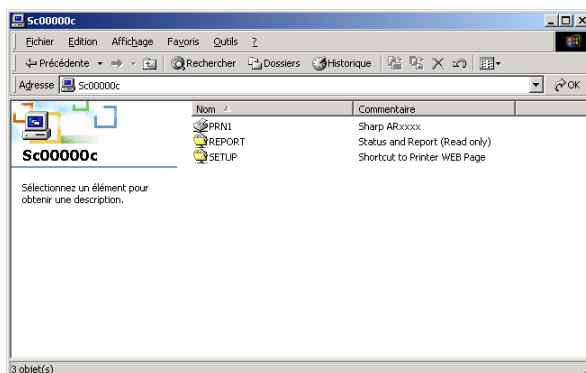 Sc00000c
Fichier Edition Affichage Favoris Outils ?
Précédente Rechercher Dossiers Historique
Adresse Sc00000c OK
Nom Commentaire
PRN1 Sharp ARxxxx
REPORT Status and Report (Read only)
SETUP Shortcut to Printer WEB Page
Sc00000c
Sélectionnez un élément pour
obtenir une description.
3 objet(s)